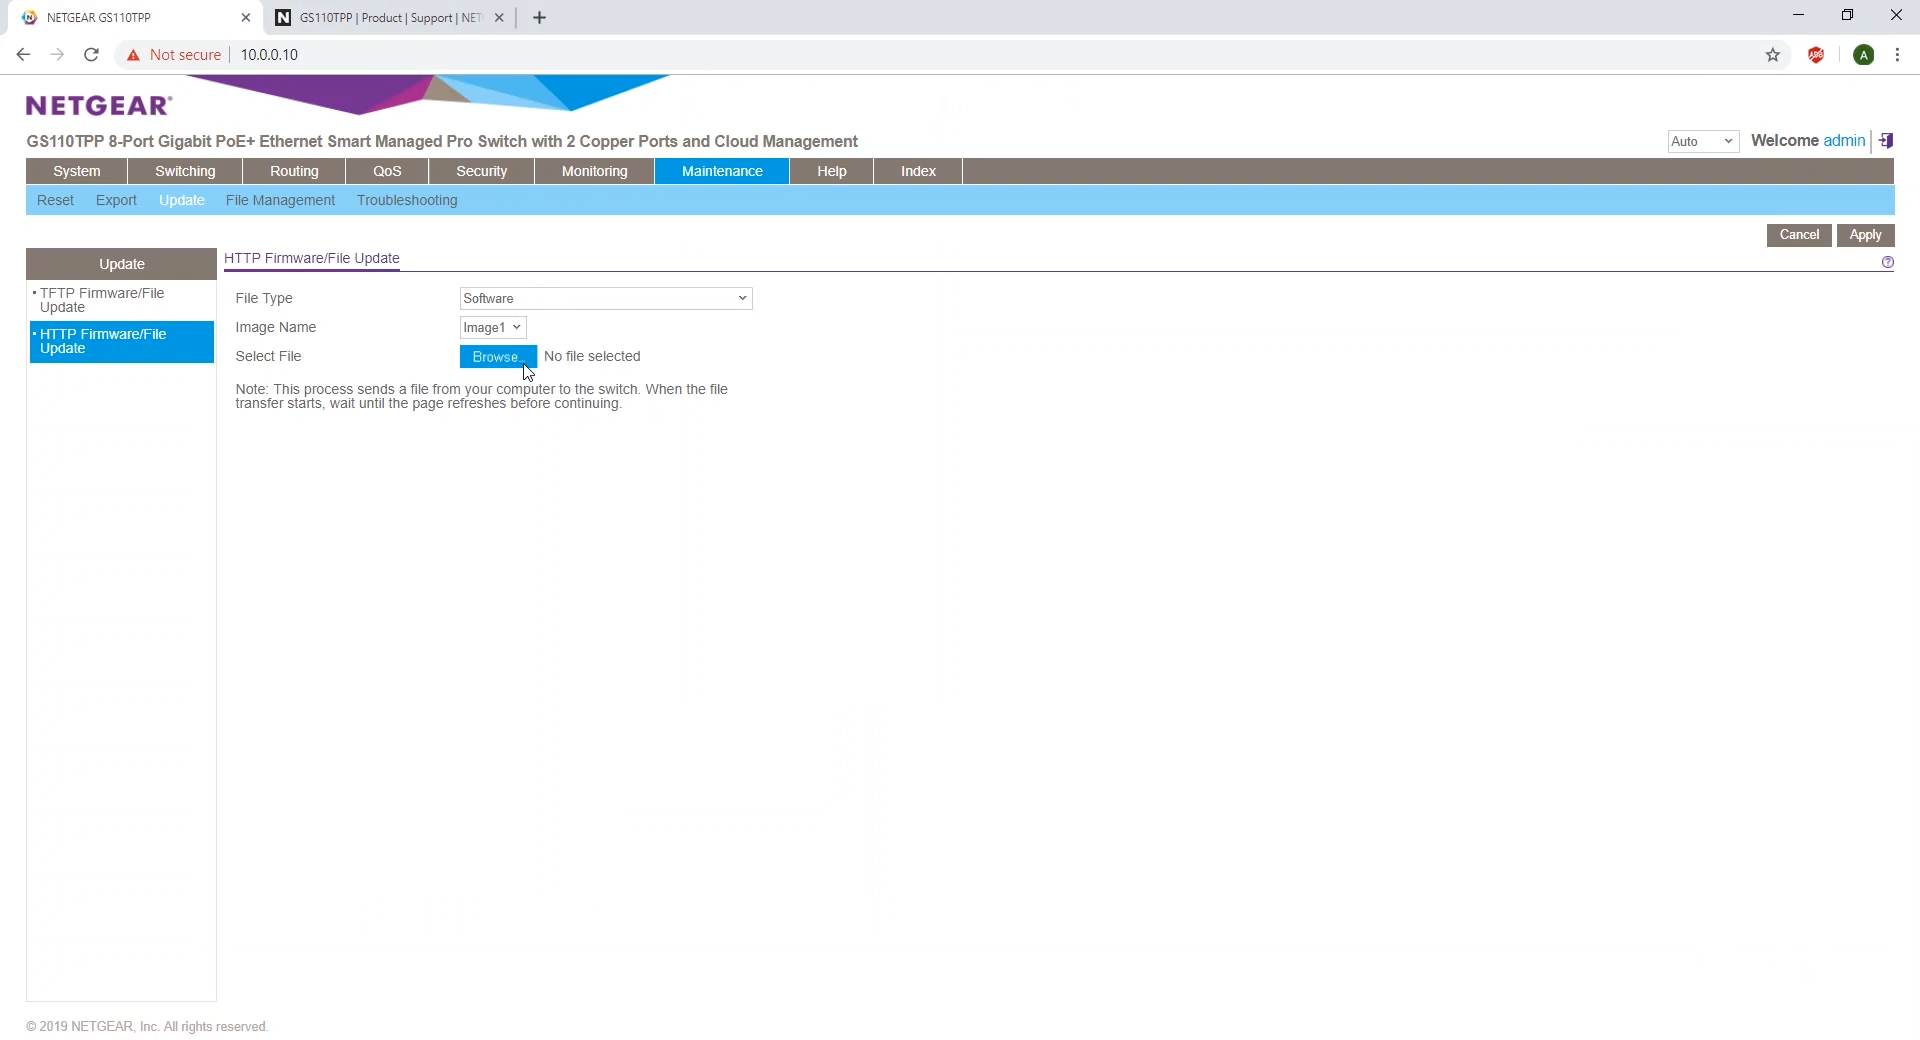 NETGEAR GS110TPP
GS110TPP | Product | Support | NET
Not secure 10.0.0.10
A
NETGEAR®
GS110TPP 8-Port Gigabit PoE+ Ethernet Smart Managed Pro Switch with 2 Copper Ports and Cloud Management
Auto Welcome admin
System Switching Routing QoS Security Monitoring Maintenance Help Index
Reset Export Update File Management Troubleshooting
Cancel Apply
Update
TFTP Firmware/File
Update
HTTP Firmware/File
Update
HTTP Firmware/File Update
File Type Software
Image Name Image1
Select File Browse... No file selected
Note: This process sends a file from your computer to the switch. When the file
transfer starts, wait until the page refreshes before continuing.
© 2019 NETGEAR, Inc. All rights reserved.